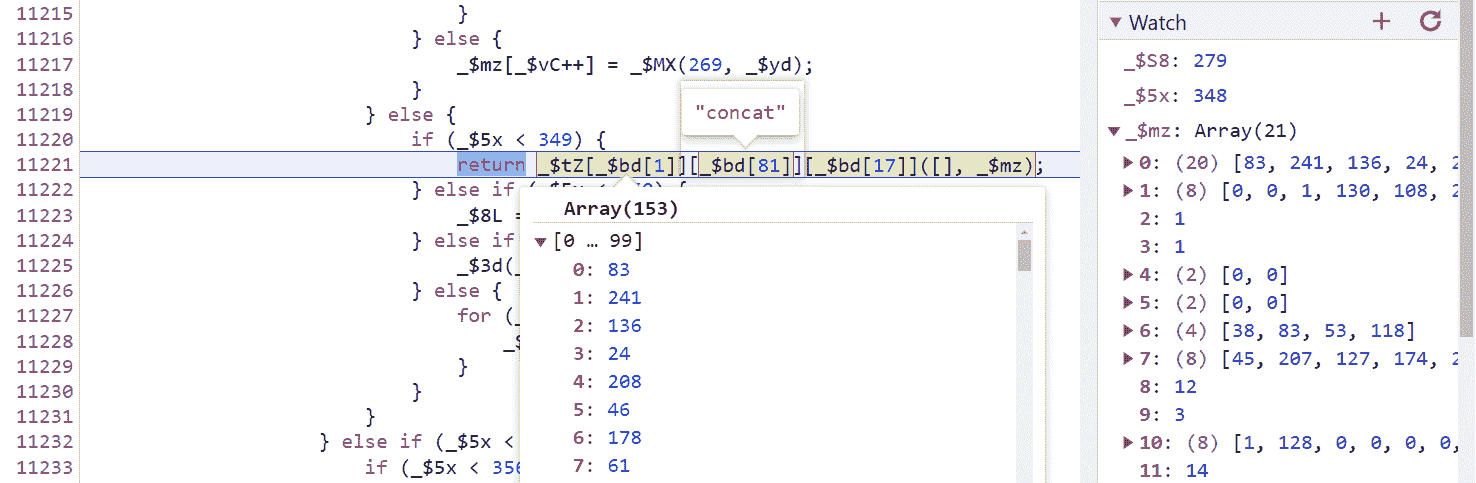 11215 }
11216 } else {
11217 _$mz[_$vC++] = _$MX(269, _$yd);
11218 }
11219 } else {
11220 if (_$5x < 349) {
11221 return _$tZ[_$bd[1]][_$bd[81]][_$bd[17]]([], _$mz);
11222 } else if
11223 _$8L =
11224 } else if
11225 _$3d(_
11226 } else {
11227 for (_
11228 _$
11229 }
11230 }
11231 }
11232 } else if (_$5x <
11233 if (_$5x < 356
"concat"
Array(153)
[0 … 99]
0: 83
1: 241
2: 136
3: 24
4: 208
5: 46
6: 178
7: 61
Watch
_$S8: 279
_$5x: 348
_$mz: Array(21)
0: (20) [83, 241, 136, 24, 2
1: (8) [0, 0, 1, 130, 108, 2
2: 1
3: 1
4: (2) [0, 0]
5: (2) [0, 0]
6: (4) [38, 83, 53, 118]
7: (8) [45, 207, 127, 174, 2
8: 12
9: 3
10: (8) [1, 128, 0, 0, 0, 0,
11: 14